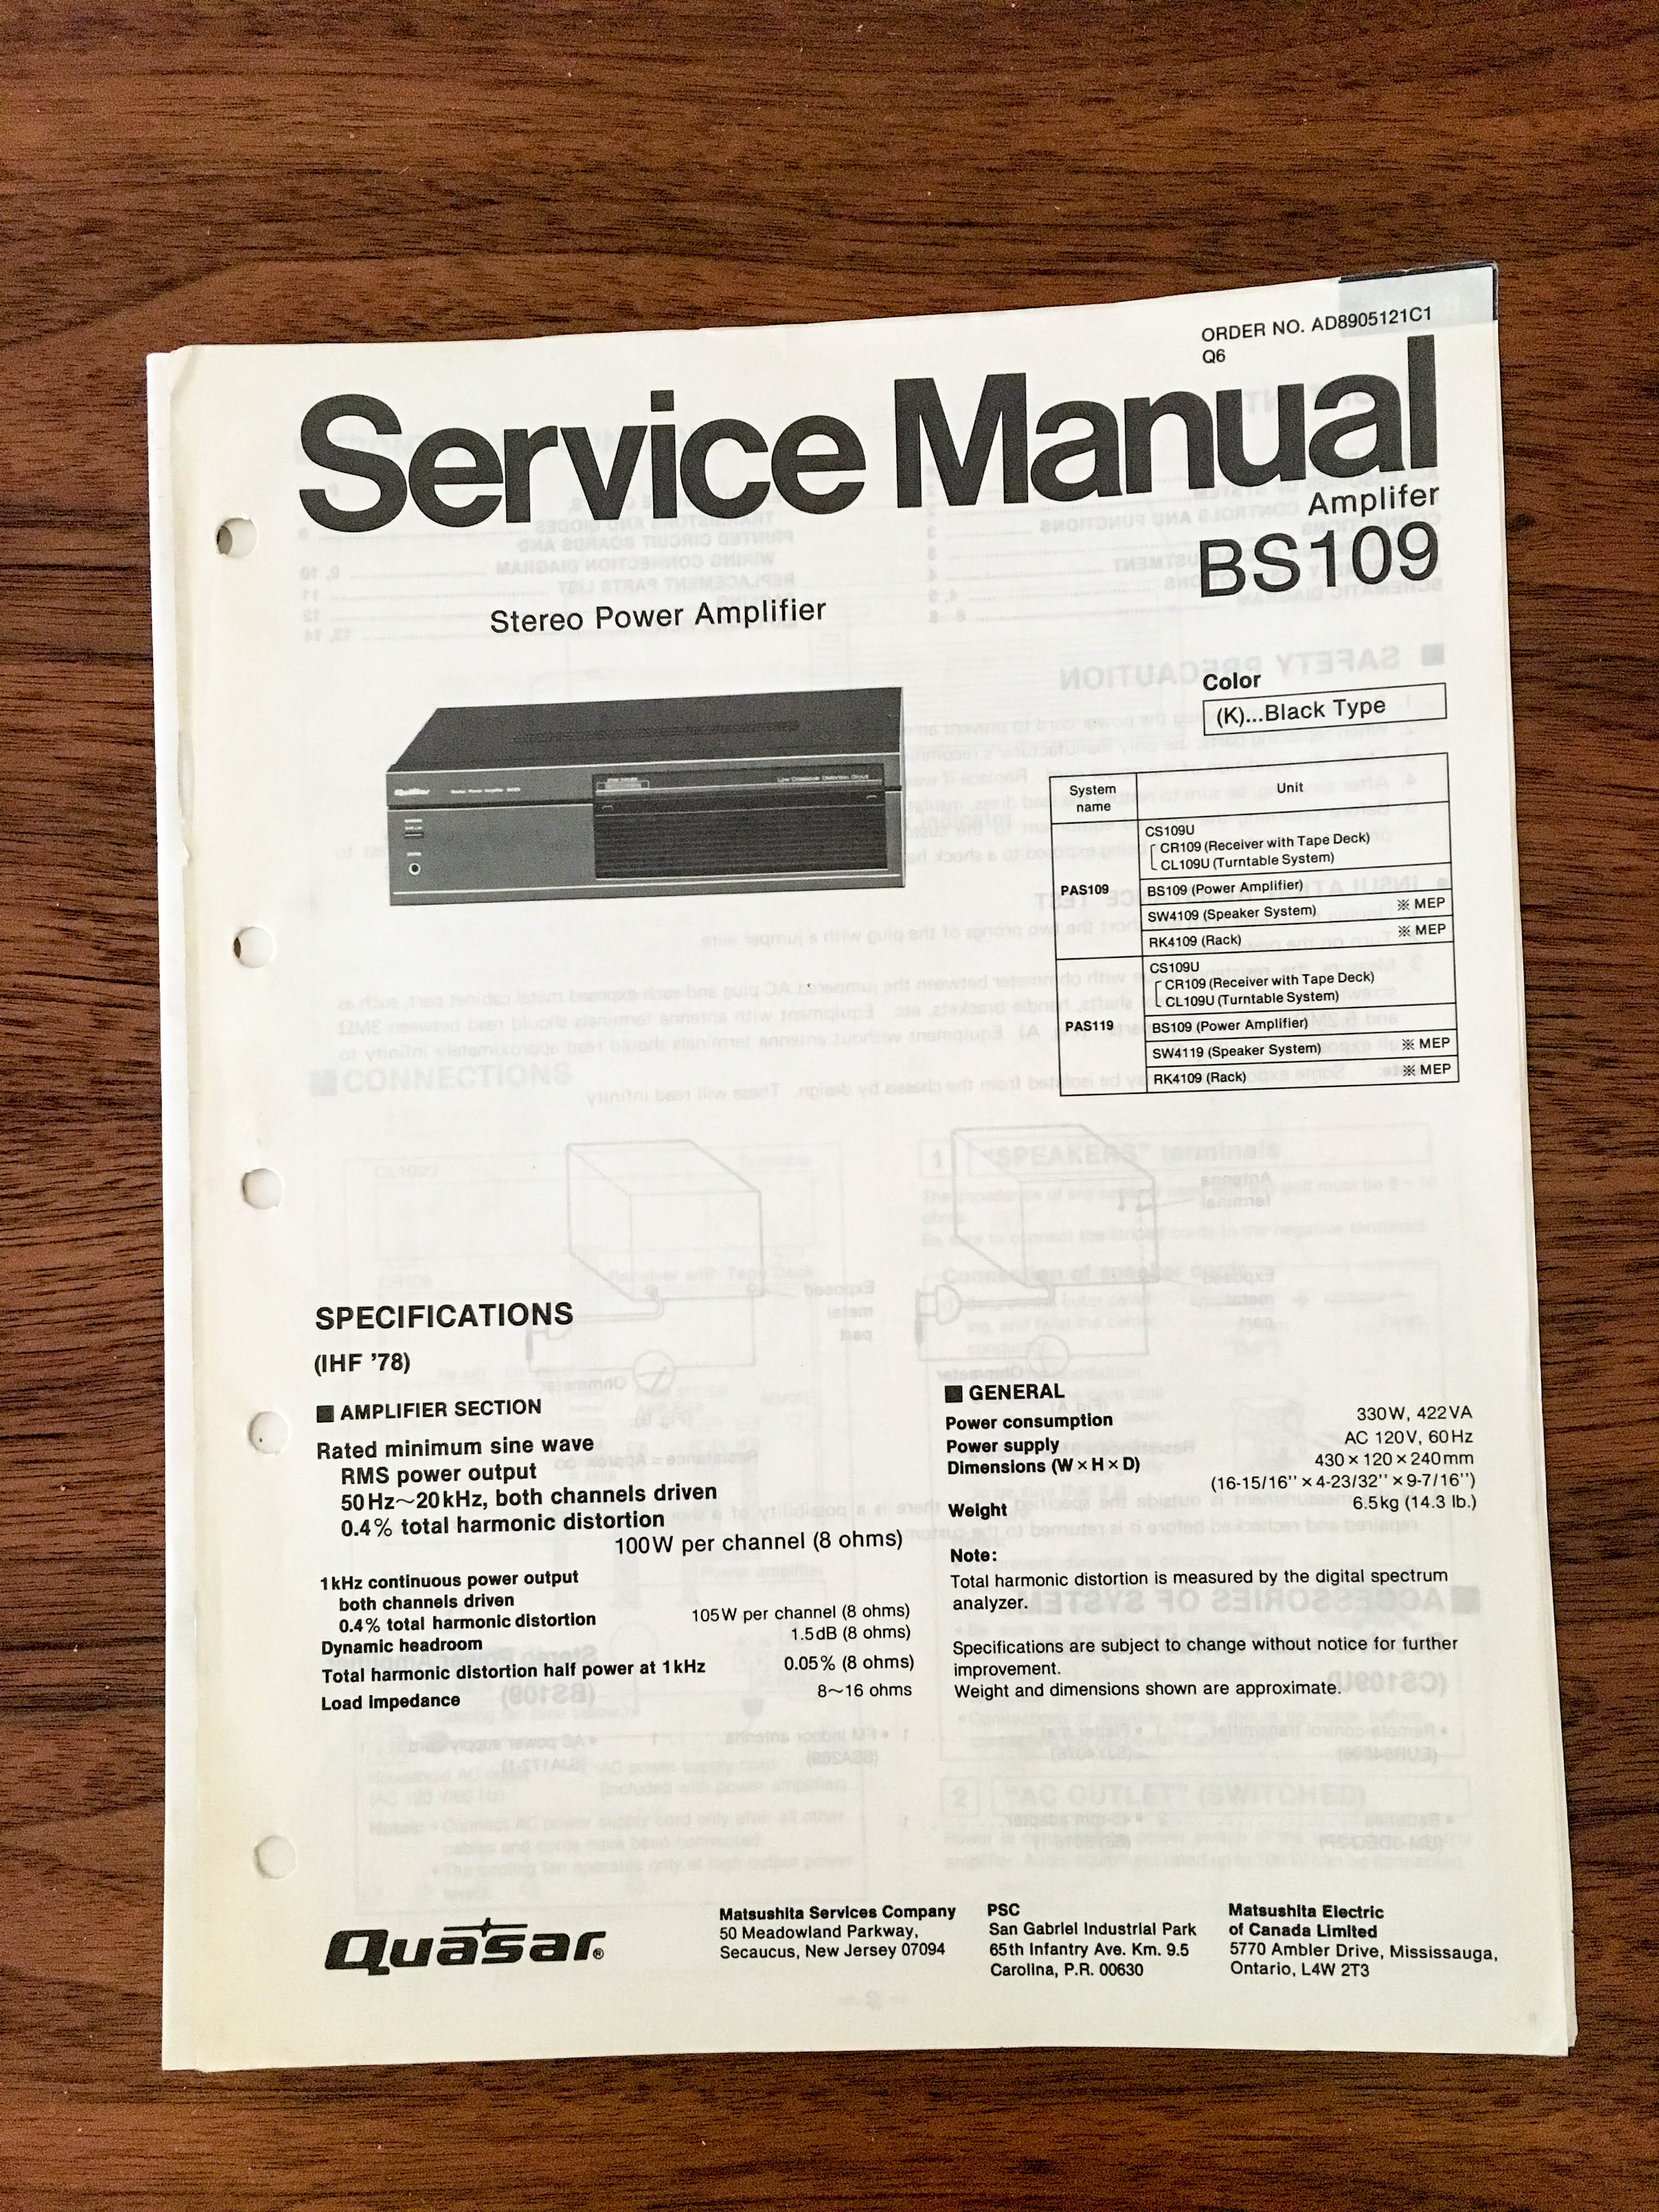 ORDER NO. AD8905121C1
Q6
Service Manual
Amplifer
BS109
Stereo Power Amplifier
Color
(K)...Black Type
System name
Unit
PAS109
CS109U
CR109 (Receiver with Tape Deck)
CL109U (Turntable System)
BS109 (Power Amplifier)
SW4109 (Speaker System) ※ MEP
RK4109 (Rack) ※ MEP
PAS119
CS109U
CR109 (Receiver with Tape Deck)
CL109U (Turntable System)
BS109 (Power Amplifier)
SW4119 (Speaker System) ※ MEP
RK4109 (Rack) ※ MEP
SPECIFICATIONS
(IHF '78)
■ AMPLIFIER SECTION
Rated minimum sine wave
RMS power output
50Hz~20kHz, both channels driven
0.4% total harmonic distortion
100W per channel (8 ohms)
1kHz continuous power output
both channels driven
0.4% total harmonic distortion 105W per channel (8 ohms)
Dynamic headroom 1.5dB (8 ohms)
Total harmonic distortion half power at 1kHz 0.05% (8 ohms)
Load impedance 8~16 ohms
■ GENERAL
Power consumption 330W, 422VA
Power supply AC 120V, 60Hz
Dimensions (W×H×D) 430×120×240mm
(16-15/16"×4-23/32"×9-7/16")
Weight 6.5kg (14.3 lb.)
Note:
Total harmonic distortion is measured by the digital spectrum
analyzer.
Specifications are subject to change without notice for further
improvement.
Weight and dimensions shown are approximate.
Quasar®
Matsushita Services Company
50 Meadowland Parkway,
Secaucus, New Jersey 07094
PSC
San Gabriel Industrial Park
65th Infantry Ave. Km. 9.5
Carolina, P.R. 00630
Matsushita Electric
of Canada Limited
5770 Ambler Drive, Mississauga,
Ontario, L4W 2T3